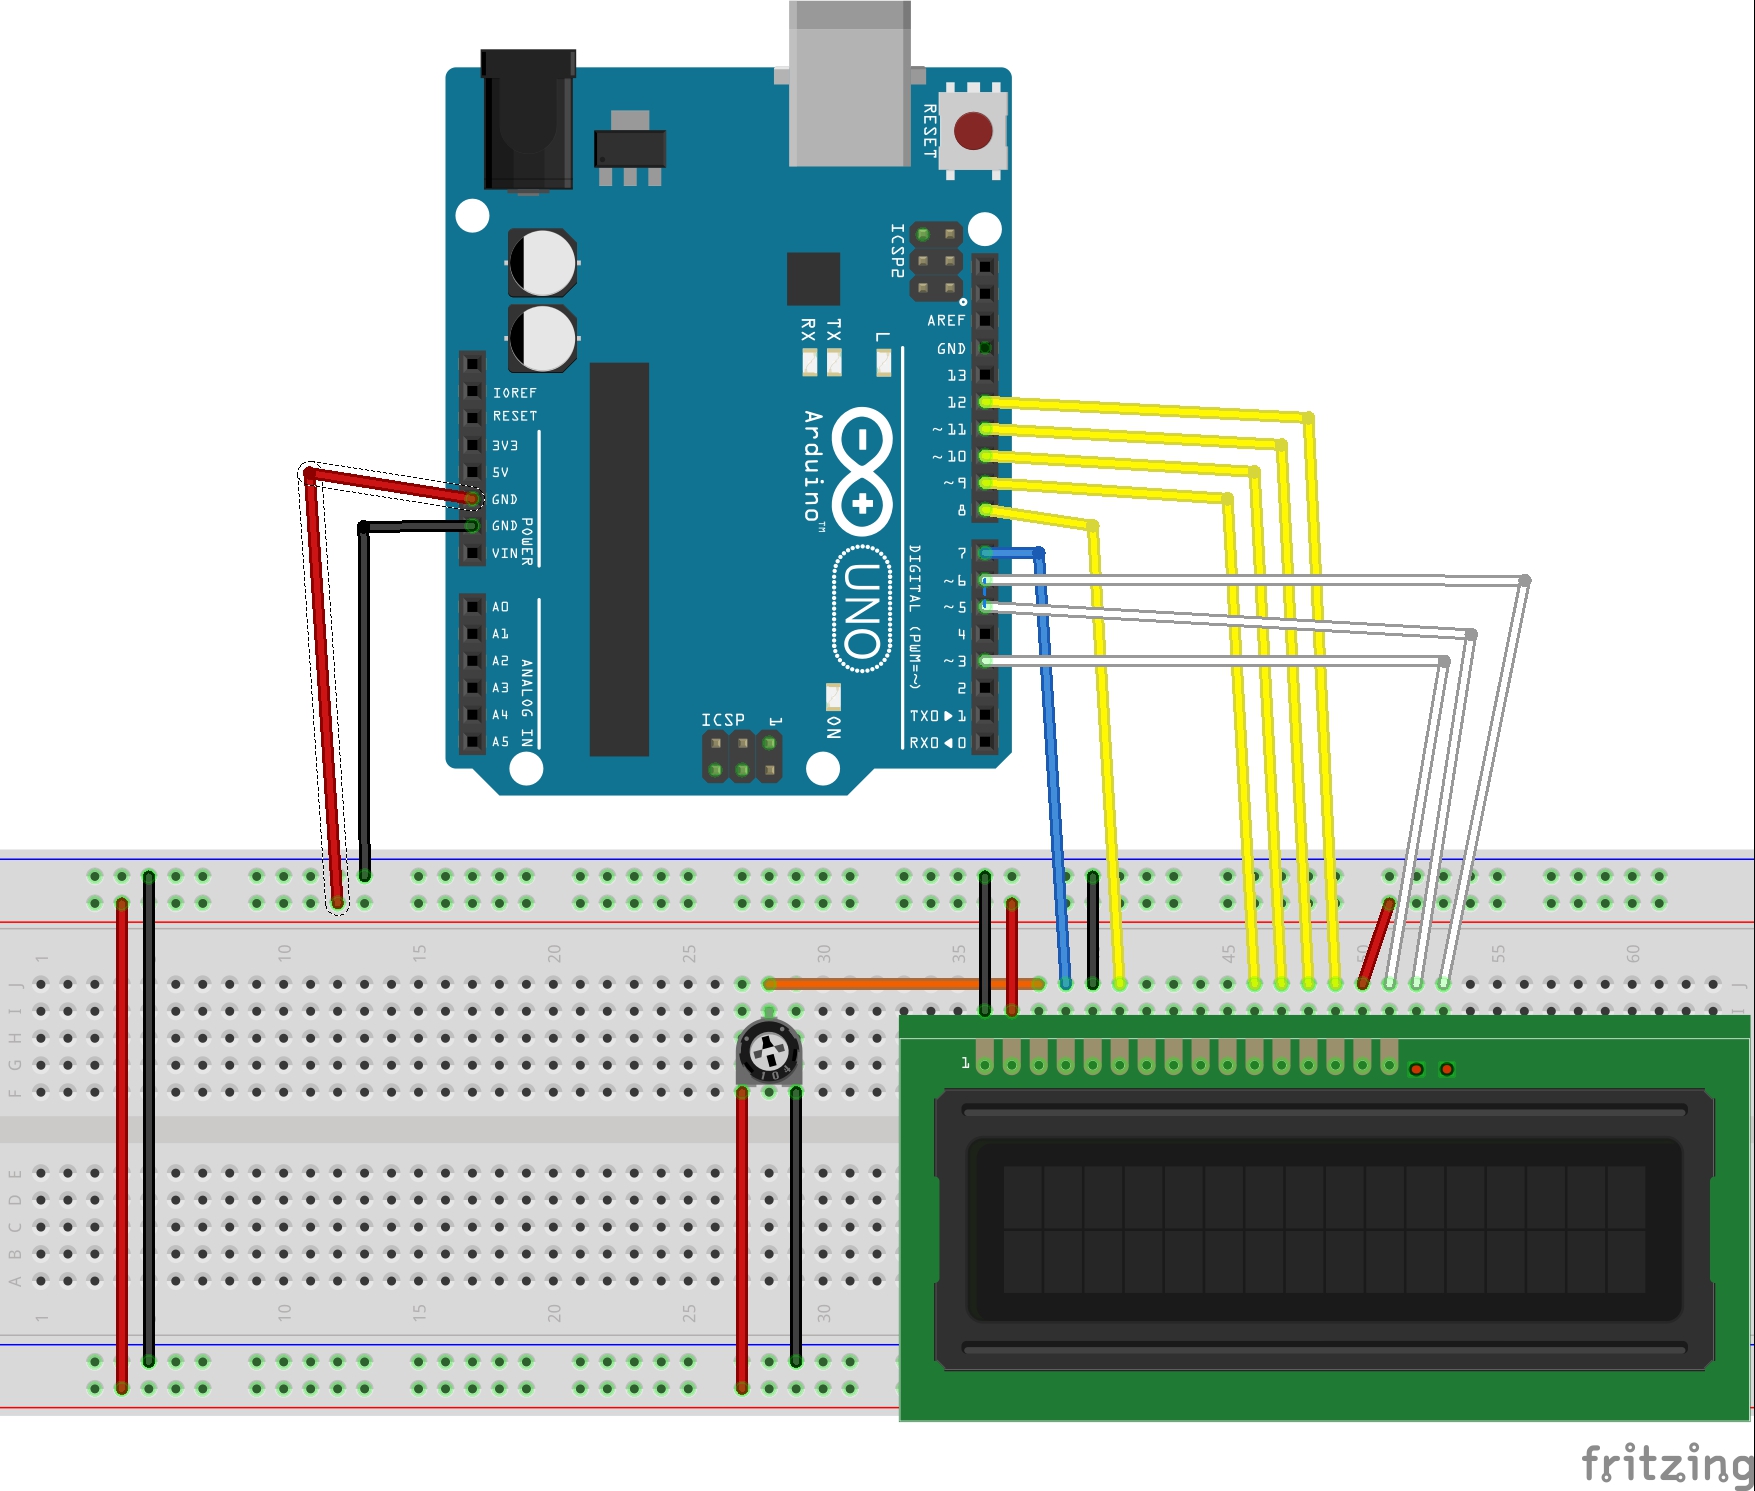 RESET
ICSP2
AREF
GND
13
12
~11
~10
~9
8
RX
TX
L
IOREF
RESET
3V3
5V
GND
GND
VIN
POWER
Arduino™
UNO
DIGITAL (PWM=~)
7
~6
~5
4
~3
2
TX0▶1
RX0◀0
A0
A1
A2
A3
A4
A5
ANALOG IN
ICSP
1
ON
1
10
15
20
25
30
35
45
50
55
60
J
J
I
I
H
G
F
104
1
E
D
C
B
A
1
10
15
20
25
30
fritzing